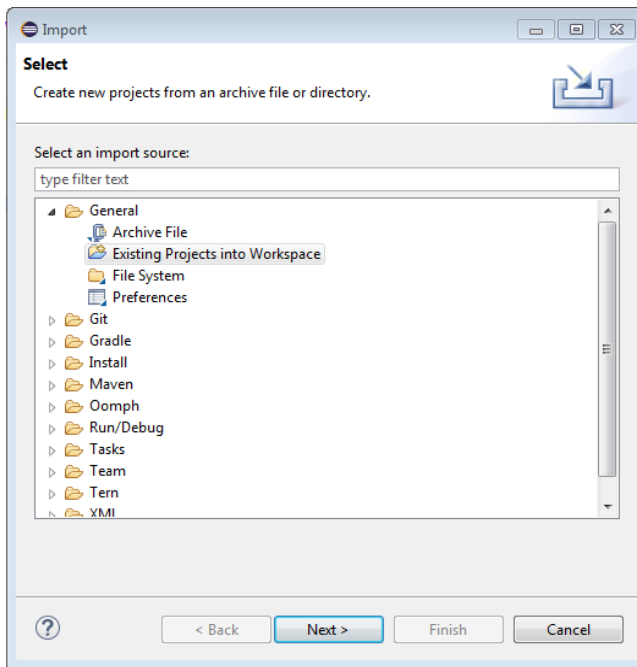 Import
Select
Create new projects from an archive file or directory.
Select an import source:
type filter text
General
Archive File
Existing Projects into Workspace
File System
Preferences
Git
Gradle
Install
Maven
Oomph
Run/Debug
Tasks
Team
Tern
XML
< Back Next > Finish Cancel